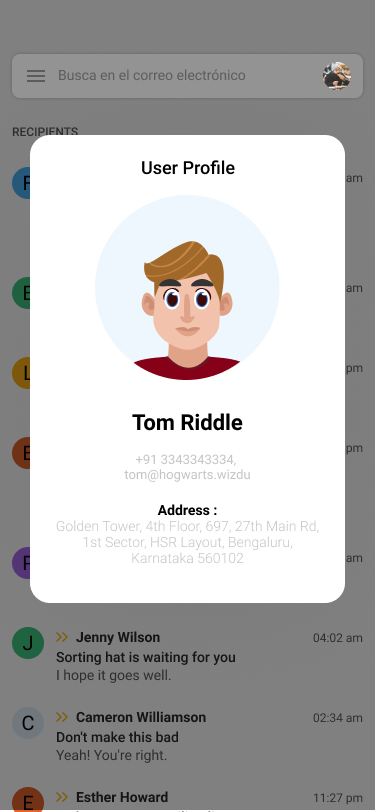 Busca en el correo electrónico
RECIPIENTS
am
User Profile
am
pm
pm
Tom Riddle
+91 3343343334,
tom@hogwarts.wizdu
Address :
Golden Tower, 4th Floor, 697, 27th Main Rd,
1st Sector, HSR Layout, Bengaluru,
Karnataka 560102
am
J
Jenny Wilson
04:02 am
Sorting hat is waiting for you
I hope it goes well.
C
Cameron Williamson
02:34 am
Don't make this bad
Yeah! You're right.
E
Esther Howard
11:27 pm